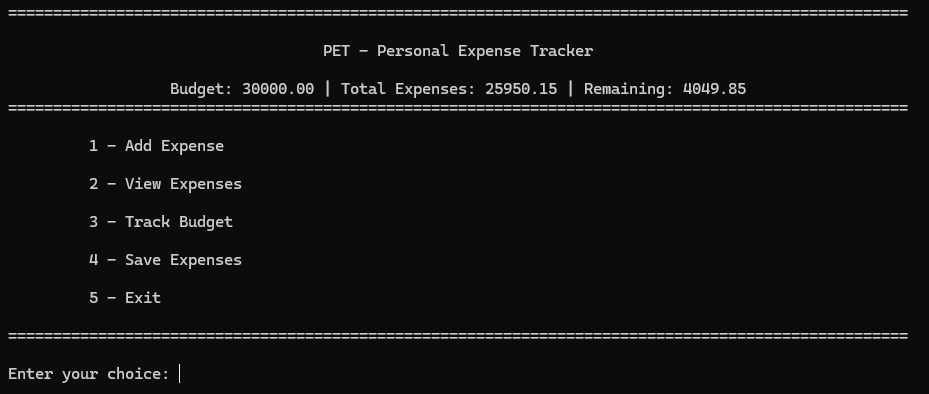 ====================================================================================================
PET - Personal Expense Tracker
Budget: 30000.00 | Total Expenses: 25950.15 | Remaining: 4049.85
====================================================================================================
1 - Add Expense
2 - View Expenses
3 - Track Budget
4 - Save Expenses
5 - Exit
====================================================================================================
Enter your choice: